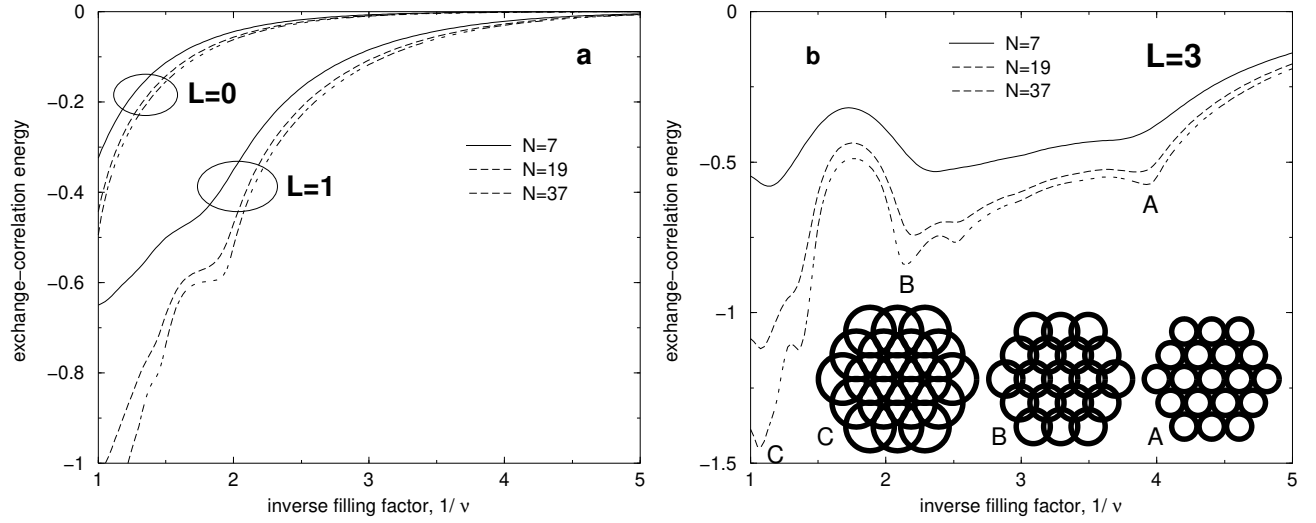 0
−0.2
−0.4
−0.6
−0.8
−1
1
2
3
4
5
exchange−correlation energy
inverse filling factor, 1/ ν
a
L=0
L=1
N=7
N=19
N=37
0
−0.5
−1
−1.5
1
2
3
4
5
exchange−correlation energy
inverse filling factor, 1/ ν
b
N=7
N=19
N=37
L=3
A
B
C
C
B
A